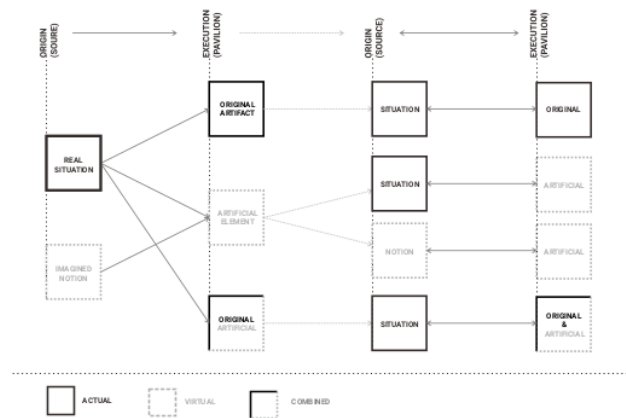 ORIGIN
(SOURE)
EXECUTION
(PAVILION)
ORIGIN
(SOURCE)
EXECUTION
(PAVILION)
ORIGINAL
ARTIFACT
SITUATION
ORIGINAL
REAL
SITUATION
SITUATION
ARTIFICIAL
ARTIFICIAL
ELEMENT
NOTION
ARTIFICIAL
IMAGINED
NOTION
ORIGINAL
ARTIFICIAL
SITUATION
ORIGINAL
&
ARTIFICIAL
ACTUAL
VIRTUAL
COMBINED